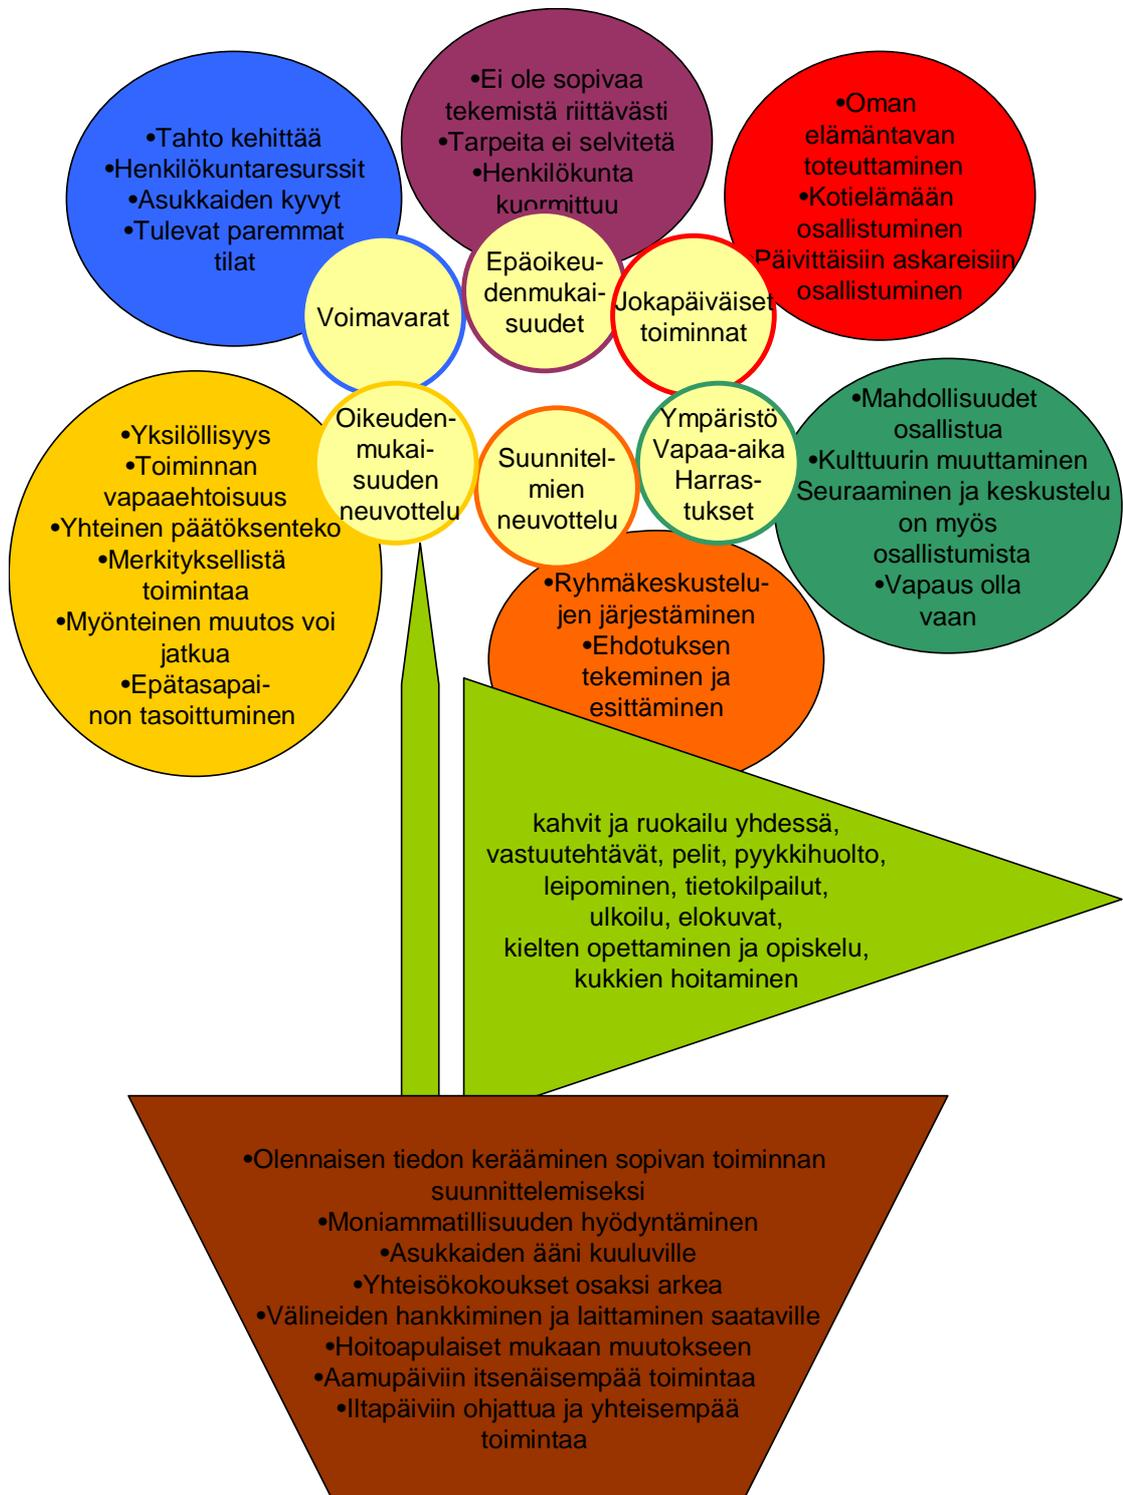 •Tahto kehittää
•Henkilökuntaresurssit
•Asukkaiden kyvyt
•Tulevat paremmat
tilat
•Ei ole sopivaa
tekemistä riittävästi
•Tarpeita ei selvitetä
•Henkilökunta
kuormittuu
•Oman
elämäntavan
toteuttaminen
•Kotielämään
osallistuminen
Päivittäisiin askareisiin
osallistuminen
Voimavarat
Epäoikeu-
denmukai-
suudet
Jokapäiväiset
toiminnat
•Yksilöllisyys
•Toiminnan
vapaaehtoisuus
•Yhteinen päätöksenteko
•Merkityksellistä
toimintaa
•Myönteinen muutos voi
jatkua
•Epätasapai-
non tasoittuminen
Oikeuden-
mukai-
suuden
neuvottelu
Suunnitel-
mien
neuvottelu
Ympäristö
Vapaa-aika
Harras-
tukset
•Mahdollisuudet
osallistua
•Kulttuurin muuttaminen
Seuraaminen ja keskustelu
on myös
osallistumista
•Vapaus olla
vaan
•Ryhmäkeskustelu-
jen järjestäminen
•Ehdotuksen
tekeminen ja
esittäminen
kahvit ja ruokailu yhdessä,
vastuutehtävät, pelit, pyykkihuolto,
leipominen, tietokilpailut,
ulkoilu, elokuvat,
kielten opettaminen ja opiskelu,
kukkien hoitaminen
•Olennaisen tiedon kerääminen sopivan toiminnan
suunnittelemiseksi
•Moniammatillisuuden hyödyntäminen
•Asukkaiden ääni kuuluville
•Yhteisökokoukset osaksi arkea
•Välineiden hankkiminen ja laittaminen saataville
•Hoitoapulaiset mukaan muutokseen
•Aamupäiviin itsenäisempää toimintaa
•Iltapäiviin ohjattua ja yhteisempää
toimintaa